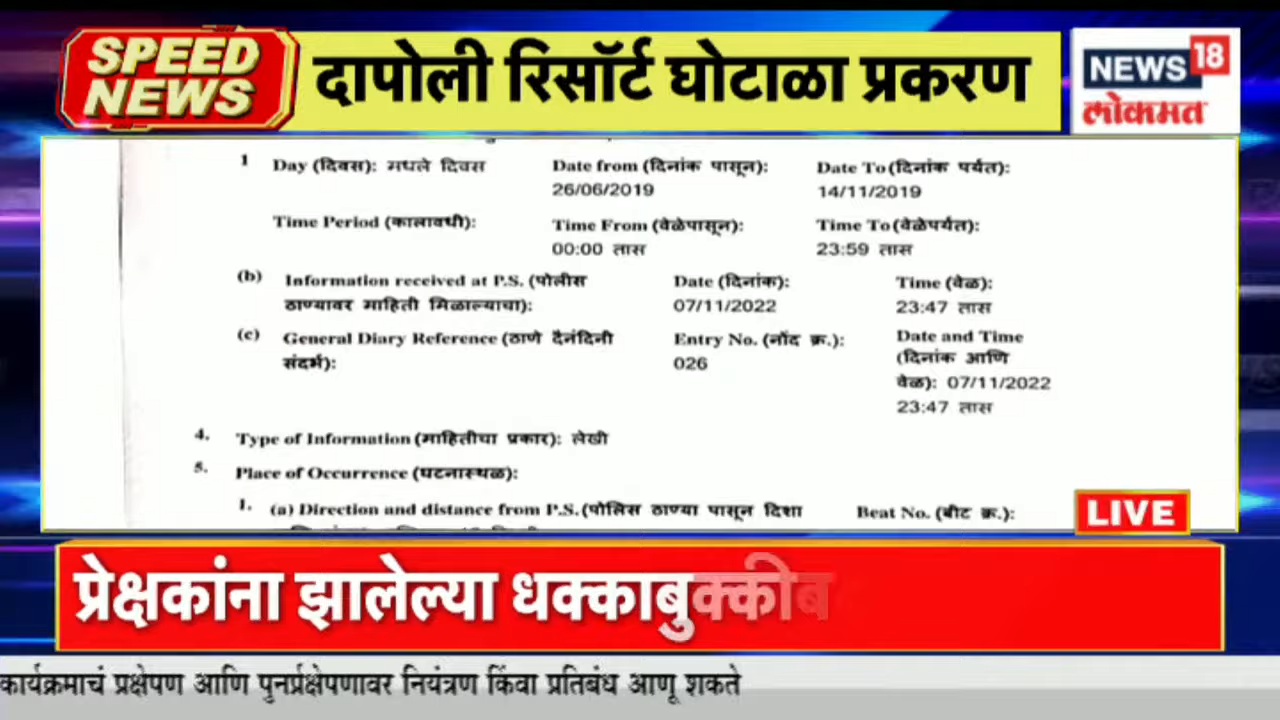 SPEED NEWS
दापोली रिसॉर्ट घोटाळा प्रकरण
NEWS 18
लोकमत
1 Day (दिवस): मधले दिवस Date from (दिनांक पासून): Date To (दिनांक पर्यंत):
26/06/2019 14/11/2019
Time Period (कालावधी): Time From (वेळेपासून): Time To (वेळेपर्यंत):
00:00 तास 23:59 तास
(b) Information received at P.S. (पोलीस Date (दिनांक): Time (वेळ):
ठाण्यावर माहिती मिळाल्याचा): 07/11/2022 23:47 तास
(c) General Diary Reference (ठाणे दैनंदिनी Entry No. (नोंद क्र.): Date and Time
संदर्भ): 026 (दिनांक आणि
वेळ): 07/11/2022
23:47 तास
4. Type of Information (माहितीचा प्रकार): लेखी
5. Place of Occurrence (घटनास्थळ):
1. (a) Direction and distance from P.S. (पोलिस ठाण्या पासून दिशा Beat No. (बीट क्र.):
LIVE
प्रेक्षकांना झालेल्या धक्काबुक्कीब
कार्यक्रमाचं प्रक्षेपण आणि पुनर्प्रक्षेपणावर नियंत्रण किंवा प्रतिबंध आणू शकते